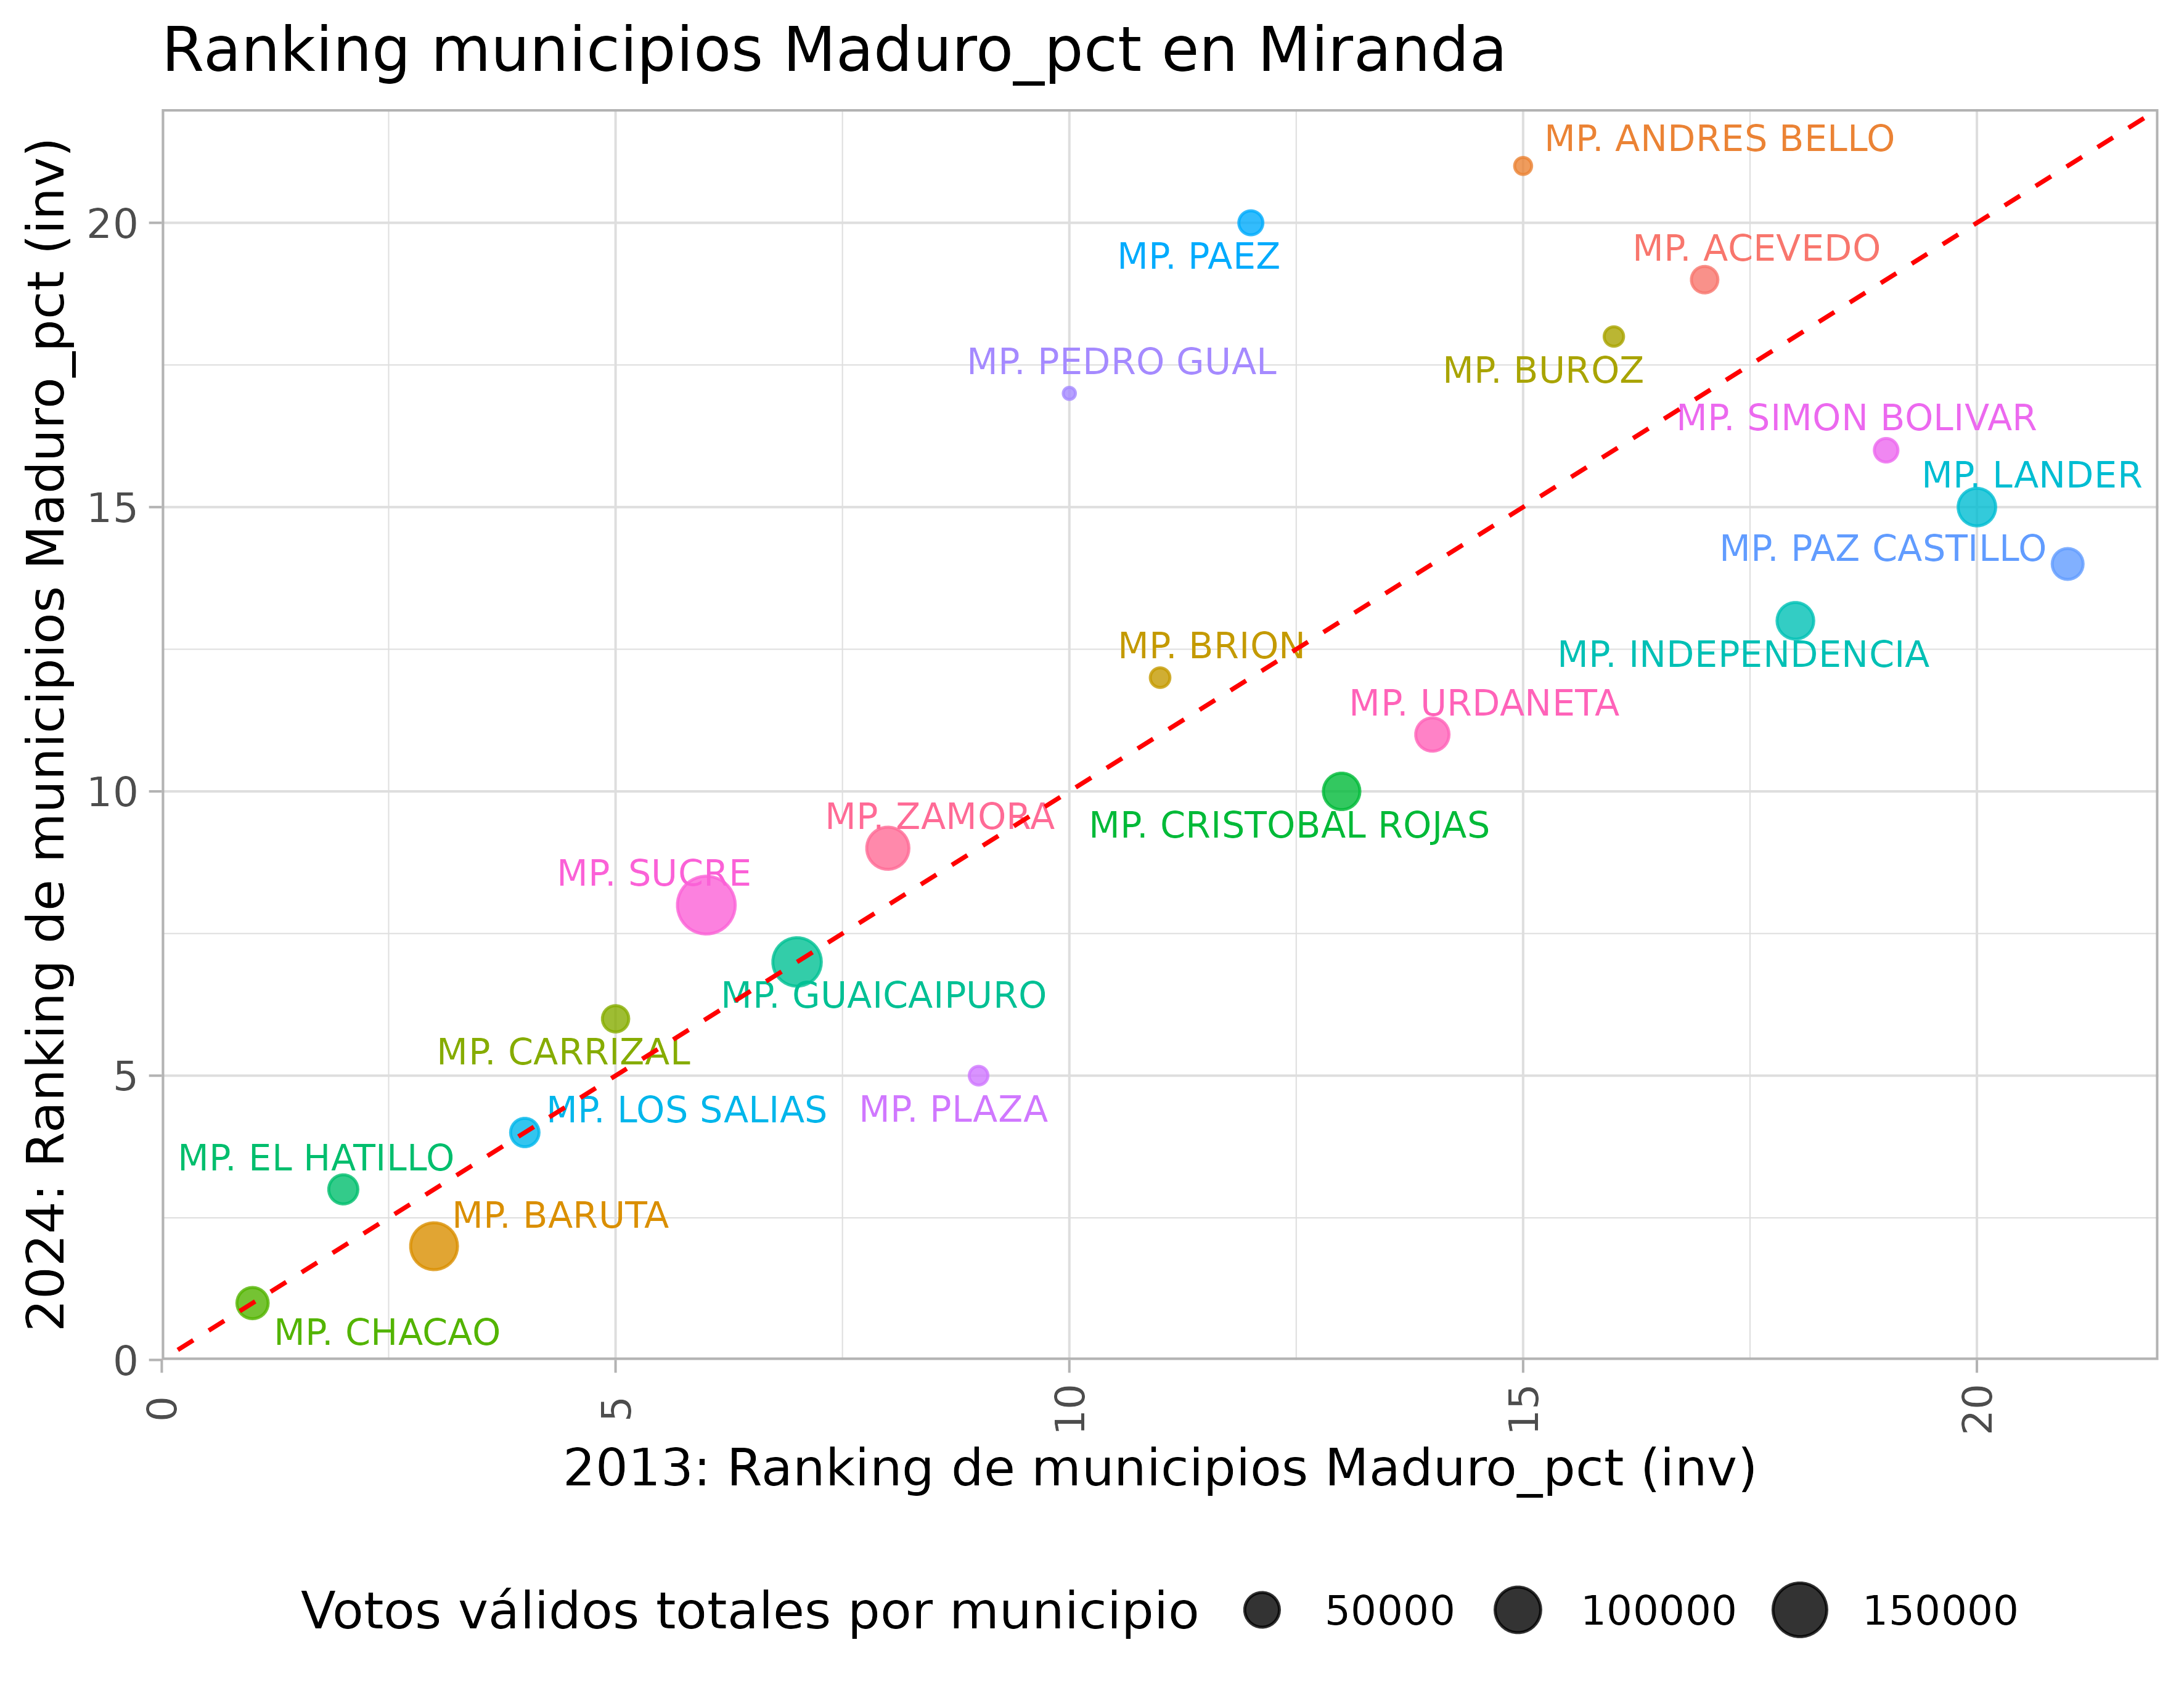 Ranking municipios Maduro_pct en Miranda
2024: Ranking de municipios Maduro_pct (inv)
20
15
10
5
0
MP. ANDRES BELLO
MP. ACEVEDO
MP. PAEZ
MP. PEDRO GUAL
MP. BUROZ
MP. SIMON BOLIVAR
MP. LANDER
MP. PAZ CASTILLO
MP. BRION
MP. INDEPENDENCIA
MP. URDANETA
MP. ZAMORA
MP. CRISTOBAL ROJAS
MP. SUCRE
MP. GUAICAIPURO
MP. CARRIZAL
MP. LOS SALIAS
MP. PLAZA
MP. EL HATILLO
MP. BARUTA
MP. CHACAO
0
5
10
15
20
2013: Ranking de municipios Maduro_pct (inv)
Votos válidos totales por municipio 50000 100000 150000